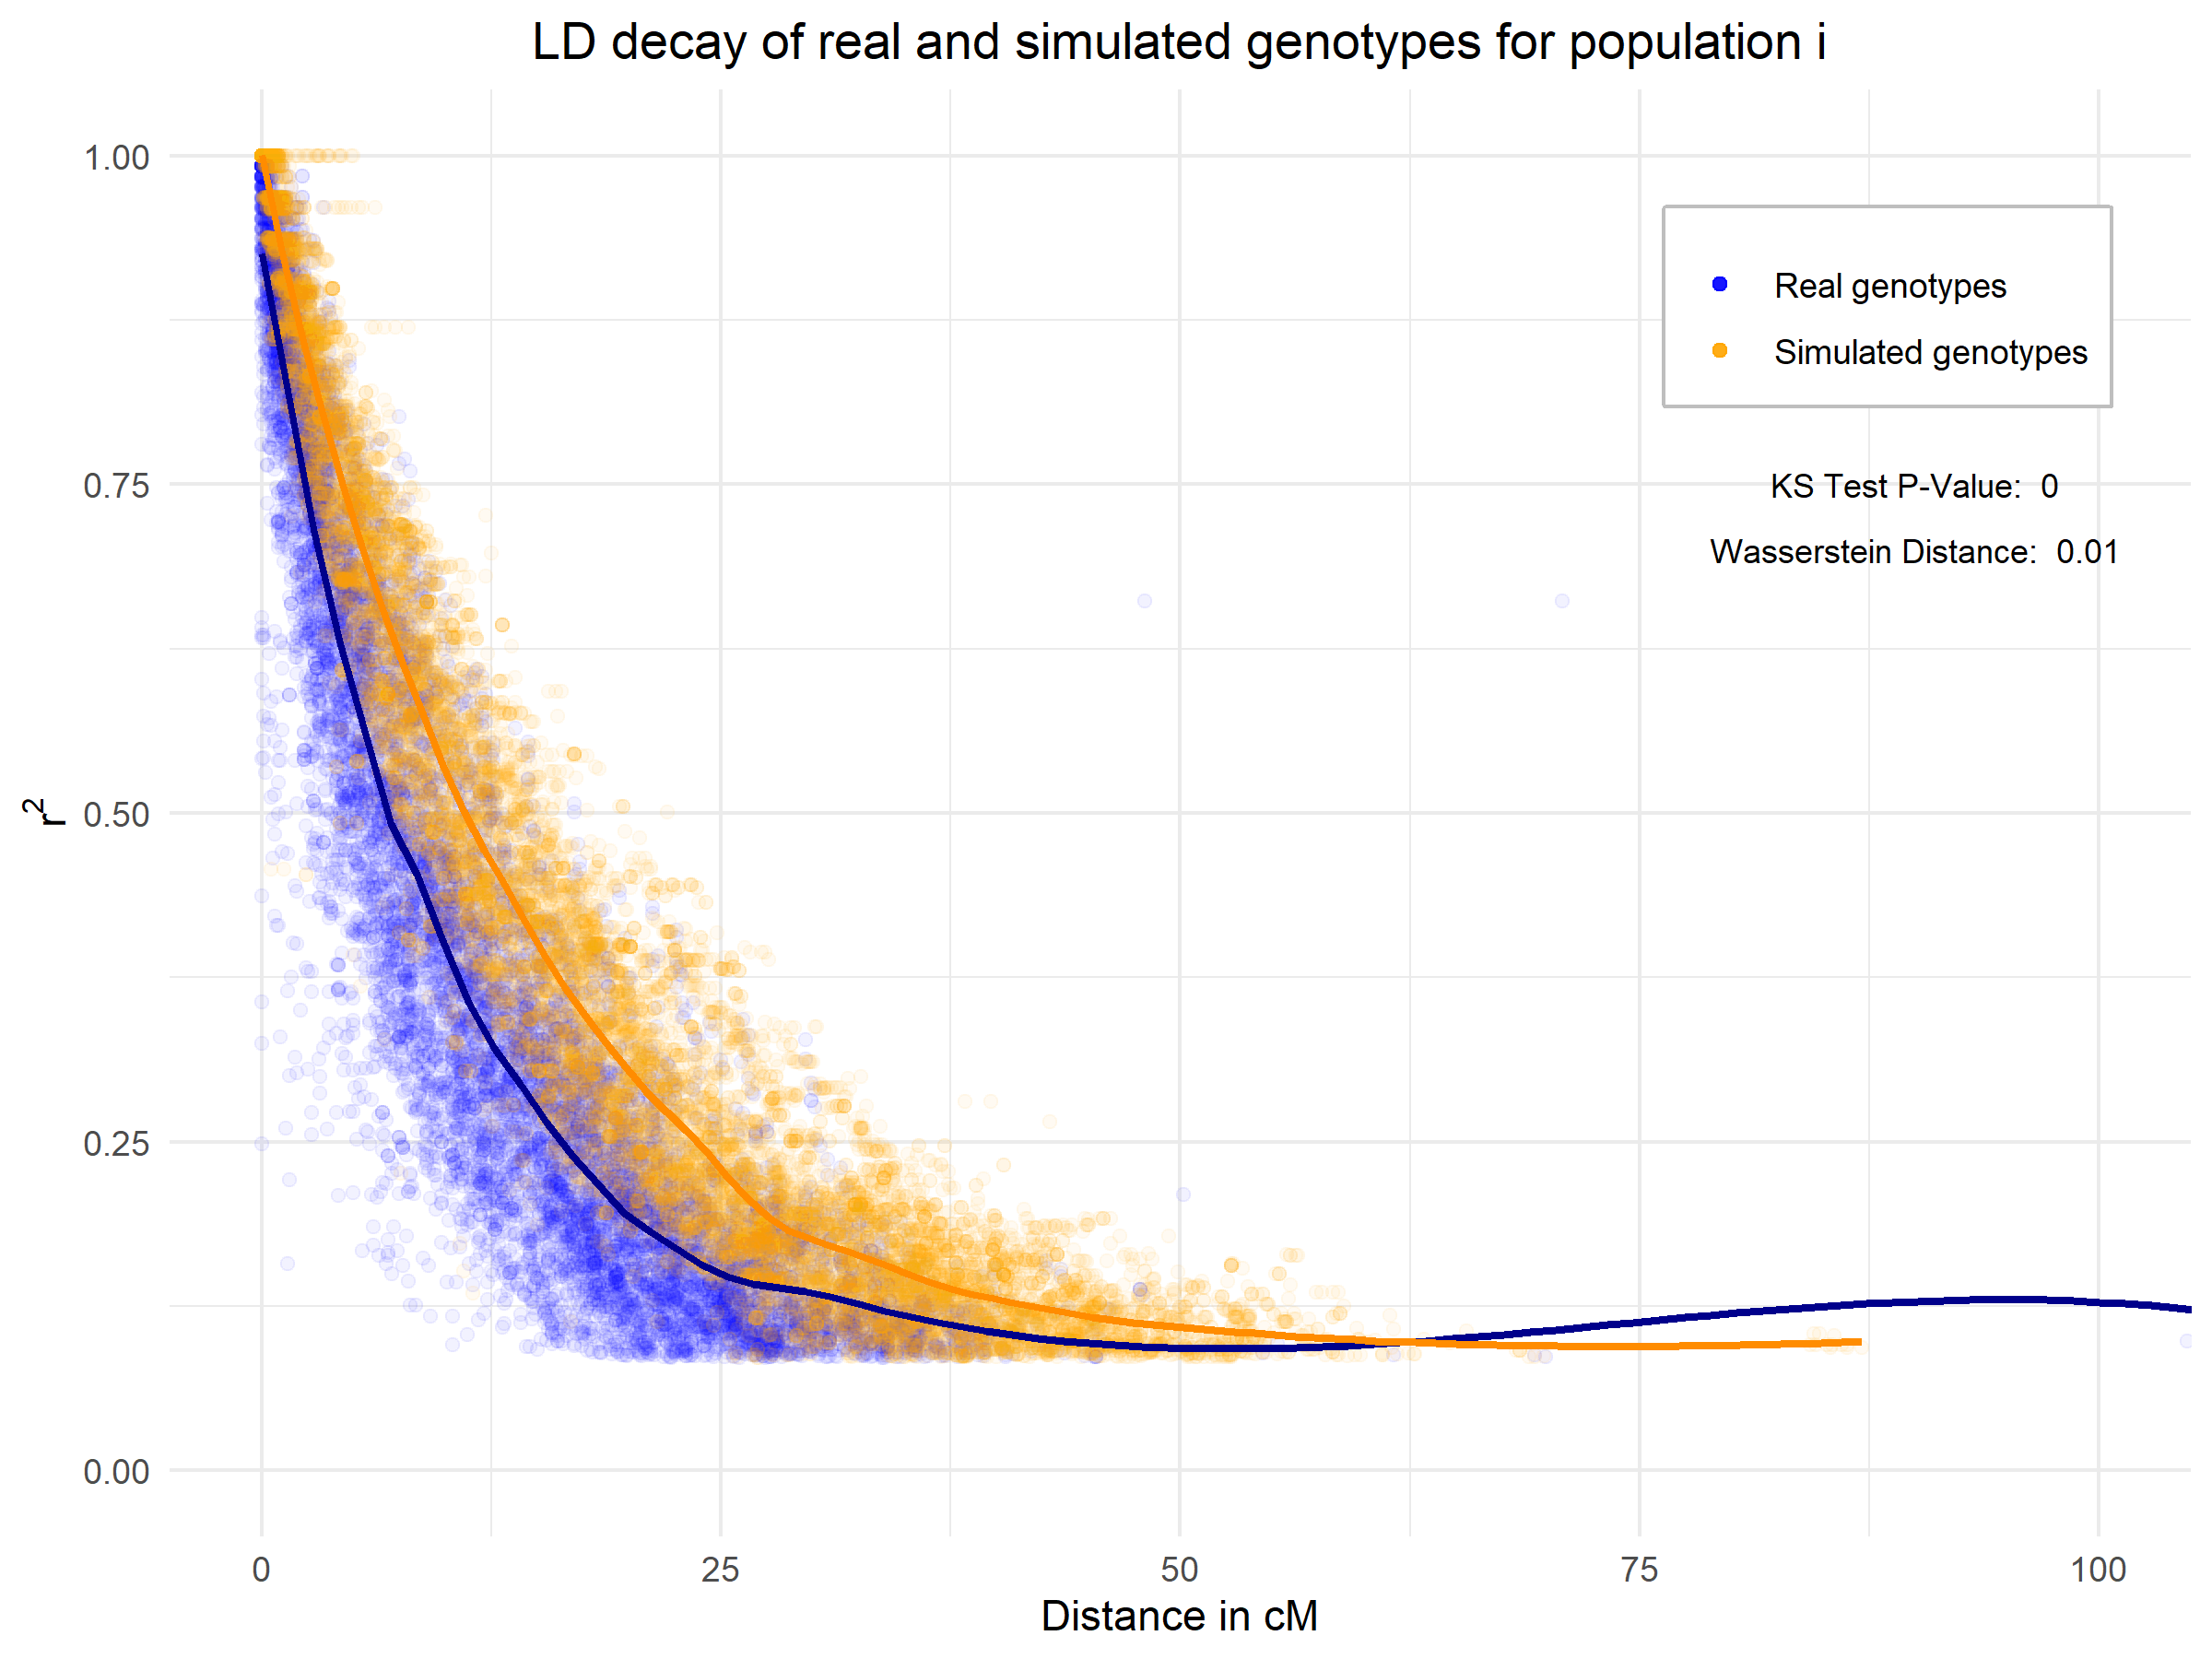 LD decay of real and simulated genotypes for population i
1.00
0.75
0.50
0.25
0.00
r²
Real genotypes
Simulated genotypes
KS Test P-Value: 0
Wasserstein Distance: 0.01
0 25 50 75 100
Distance in cM